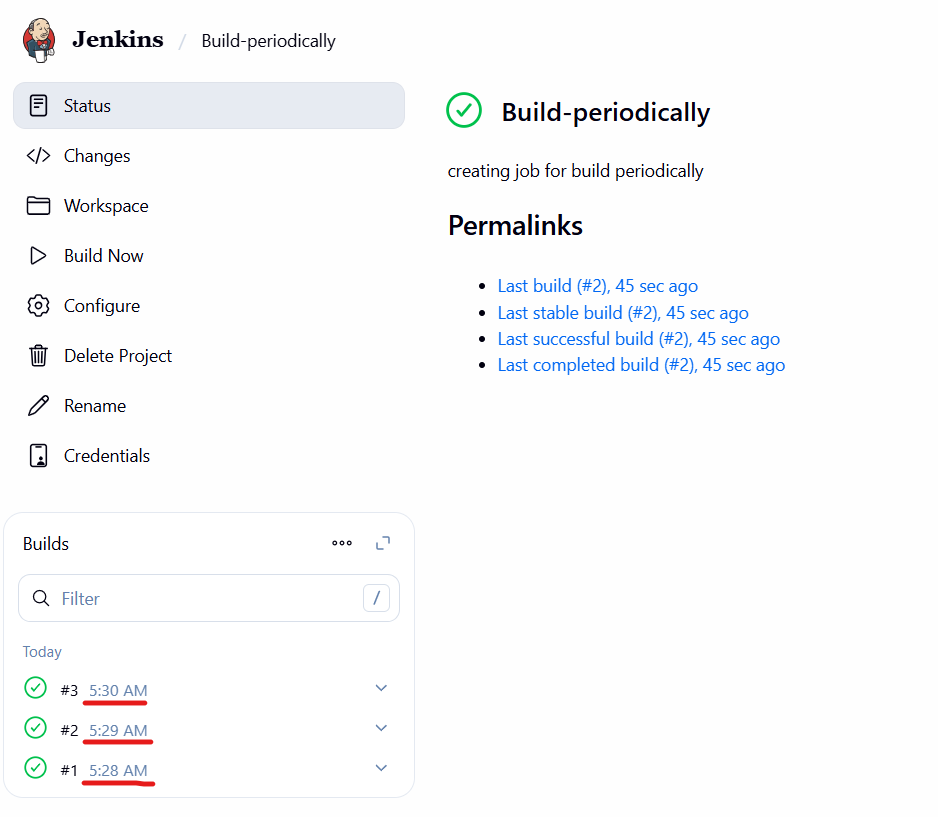 Jenkins / Build-periodically
Status
Changes
Workspace
Build Now
Configure
Delete Project
Rename
Credentials
Builds
Filter /
Today
#3 5:30 AM
#2 5:29 AM
#1 5:28 AM
Build-periodically
creating job for build periodically
Permalinks
Last build (#2), 45 sec ago
Last stable build (#2), 45 sec ago
Last successful build (#2), 45 sec ago
Last completed build (#2), 45 sec ago